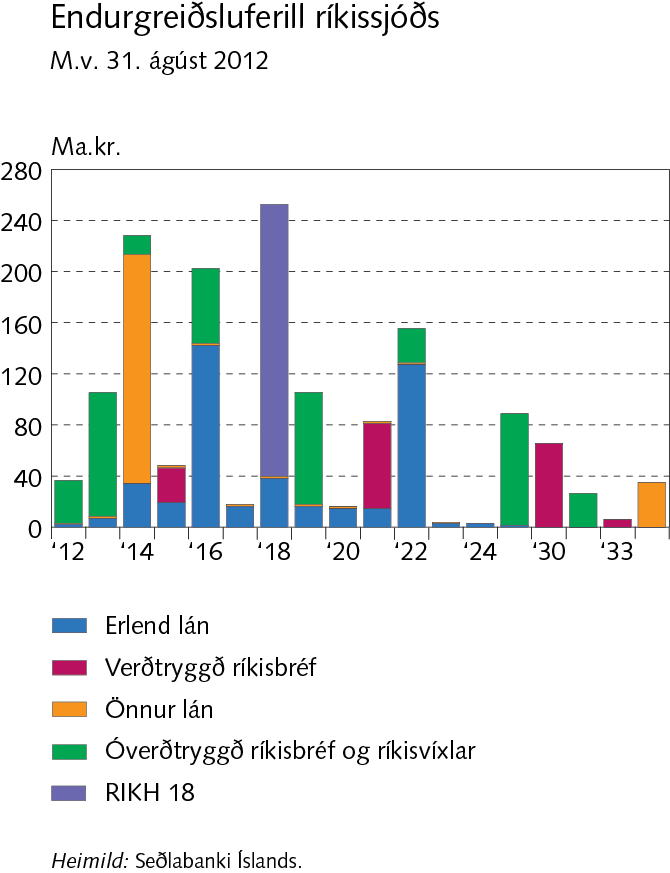 Endurgreiðsluferill ríkissjóðs
M.v. 31. ágúst 2012
Ma.kr.
280
240
200
160
120
80
40
0
‘12 ‘14 ‘16 ‘18 ‘20 ‘22 ‘24 ‘30 ‘33
Erlend lán
Verðtryggð ríkisbréf
Önnur lán
Óverðtryggð ríkisbréf og ríkisvíxlar
RIKH 18
Heimild: Seðlabanki Íslands.